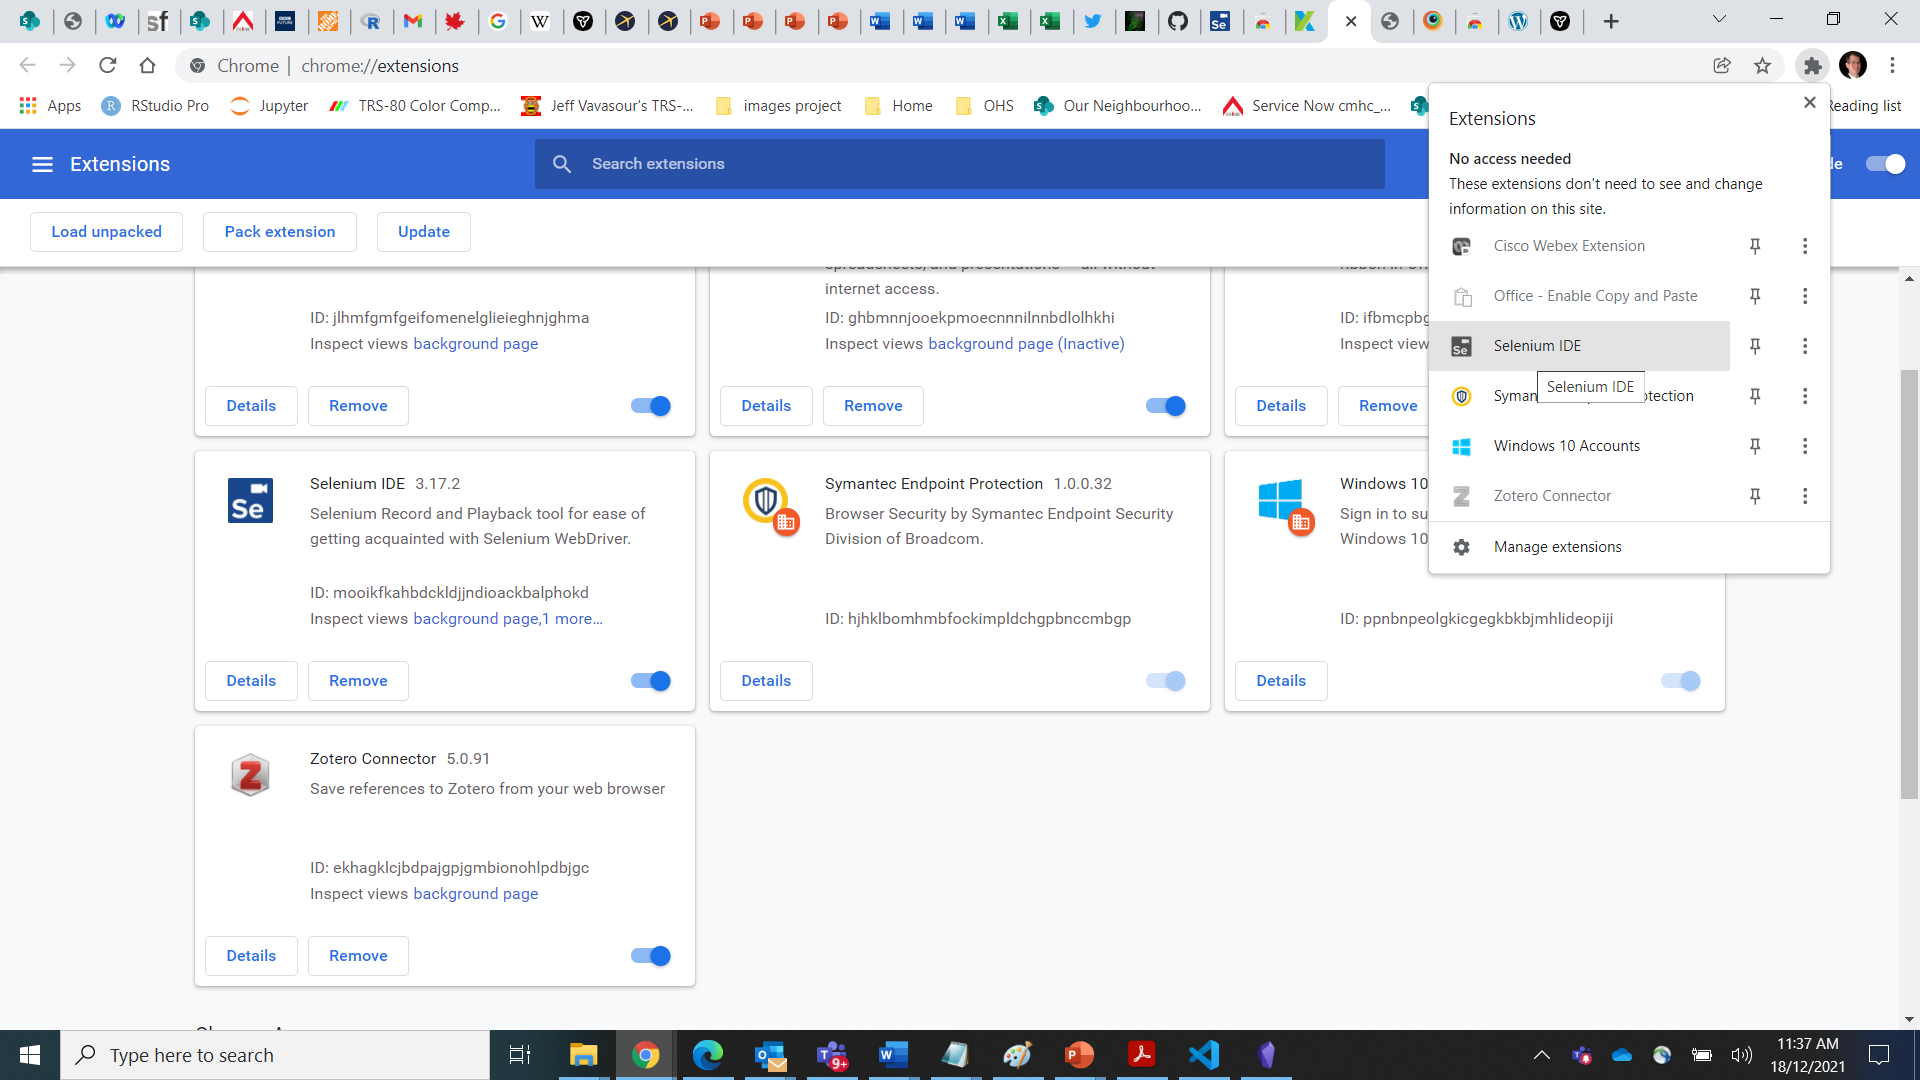 Chrome | chrome://extensions
Apps
RStudio Pro
Jupyter
TRS-80 Color Comp...
Jeff Vavasour's TRS-...
images project
Home
OHS
Our Neighbourhoo...
Service Now cmhc_...
Reading list
Extensions
Search extensions
Load unpacked
Pack extension
Update
internet access.
ID: jlhmfgmfgeifomenelglieieghnjghma
ID: ghbmnnjooekpmoecnnnilnnbdlolhkhi
ID: ifbmcpbg
Inspect views background page
Inspect views background page (Inactive)
Inspect view
Details
Remove
Details
Remove
Details
Remove
Selenium IDE 3.17.2
Selenium Record and Playback tool for ease of
getting acquainted with Selenium WebDriver.
ID: mooikfkahbdckldjjndioackbalphokd
Inspect views background page,1 more...
Details
Remove
Symantec Endpoint Protection 1.0.0.32
Browser Security by Symantec Endpoint Security
Division of Broadcom.
ID: hjhklbomhmbfockimpldchgpbnccmbgp
Details
Windows 10
Sign in to su
Windows 10
ID: ppnbnpeolgkicgegkbkbjmhlideopiji
Details
Zotero Connector 5.0.91
Save references to Zotero from your web browser
ID: ekhagklcjbdpajgpjgmbionohlpdbjgc
Inspect views background page
Details
Remove
Extensions
No access needed
These extensions don't need to see and change
information on this site.
Cisco Webex Extension
Office - Enable Copy and Paste
Selenium IDE
Selenium IDE
Windows 10 Accounts
Zotero Connector
Manage extensions
Type here to search
9+
11:37 AM
18/12/2021